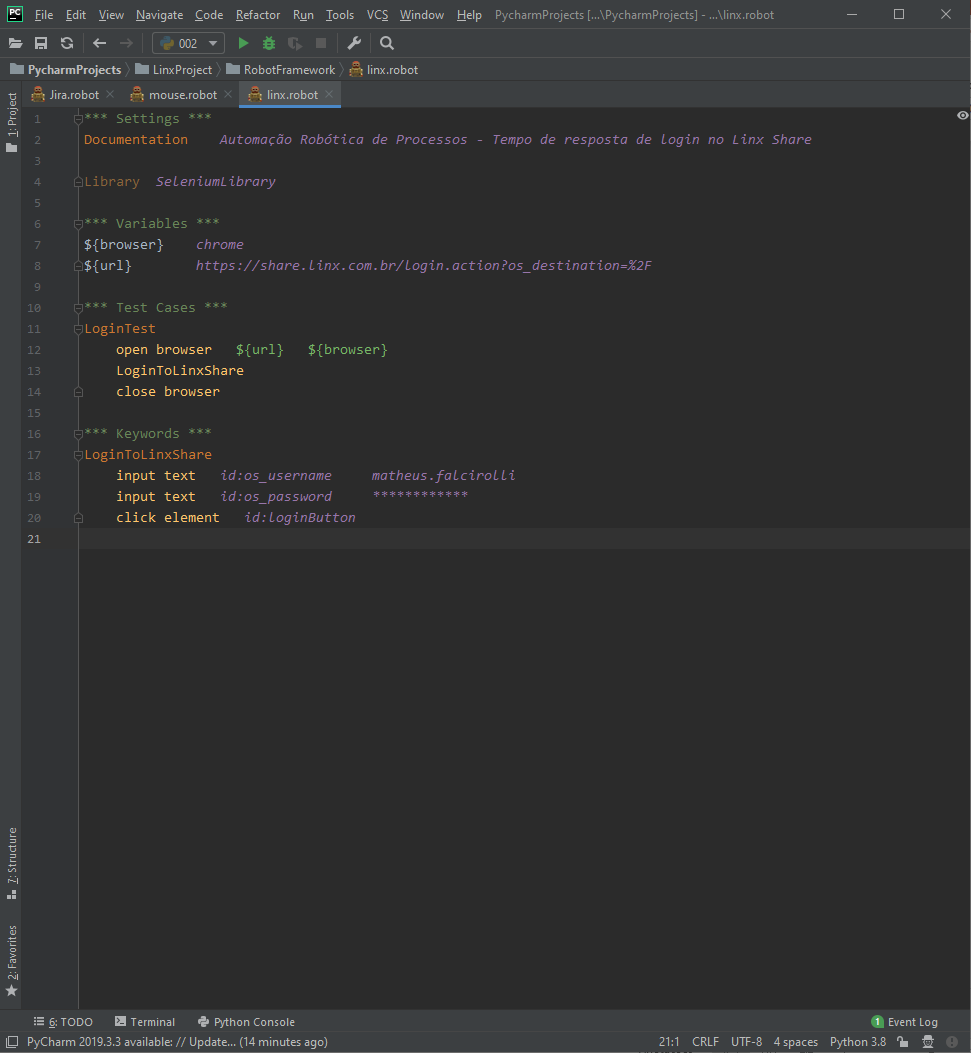 PC File Edit View Navigate Code Refactor Run Tools VCS Window Help PycharmProjects [...\PycharmProjects] - ...\linx.robot
002
PycharmProjects LinxProject RobotFramework linx.robot
Jira.robot mouse.robot linx.robot
1: Project
1 *** Settings ***
2 Documentation Automação Robótica de Processos - Tempo de resposta de login no Linx Share
3
4 Library SeleniumLibrary
5
6 *** Variables ***
7 ${browser} chrome
8 ${url} https://share.linx.com.br/login.action?os_destination=%2F
9
10 *** Test Cases ***
11 LoginTest
12 open browser ${url} ${browser}
13 LoginToLinxShare
14 close browser
15
16 *** Keywords ***
17 LoginToLinxShare
18 input text id:os_username matheus.falcirolli
19 input text id:os_password ************
20 click element id:loginButton
21
7: Structure
2: Favorites
6: TODO Terminal Python Console 1 Event Log
PyCharm 2019.3.3 available: // Update... (14 minutes ago) 21:1 CRLF UTF-8 4 spaces Python 3.8